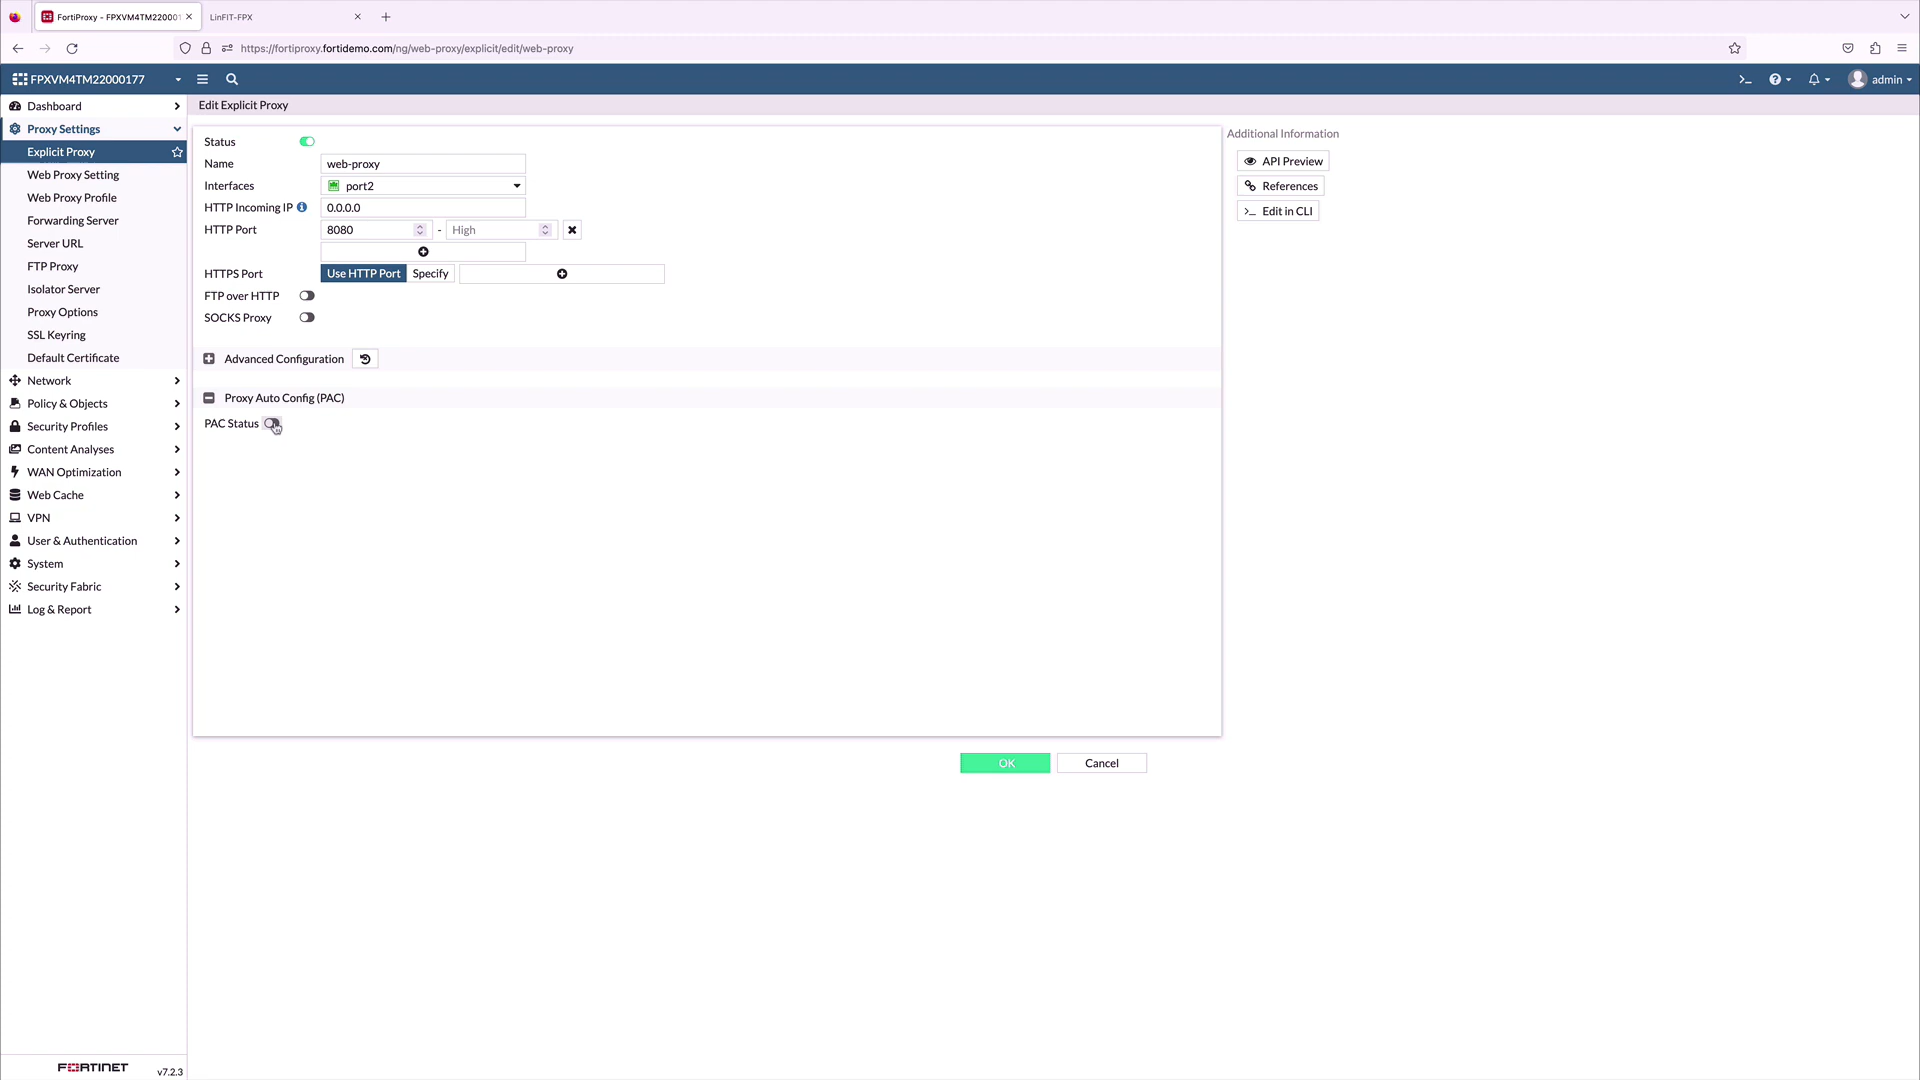 FortiProxy - FPXVM4TM220001
LinFIT-FPX
https://fortiproxy.fortidemo.com/ng/web-proxy/explicit/edit/web-proxy
FPXVM4TM22000177
admin
Dashboard
Proxy Settings
Explicit Proxy
Web Proxy Setting
Web Proxy Profile
Forwarding Server
Server URL
FTP Proxy
Isolator Server
Proxy Options
SSL Keyring
Default Certificate
Network
Policy & Objects
Security Profiles
Content Analyses
WAN Optimization
Web Cache
VPN
User & Authentication
System
Security Fabric
Log & Report
FORTINET
v7.2.3
Edit Explicit Proxy
Status
Name web-proxy
Interfaces port2
HTTP Incoming IP 0.0.0.0
HTTP Port 8080 - High
HTTPS Port Use HTTP Port Specify
FTP over HTTP
SOCKS Proxy
Advanced Configuration
Proxy Auto Config (PAC)
PAC Status
OK Cancel
Additional Information
API Preview
References
>_ Edit in CLI